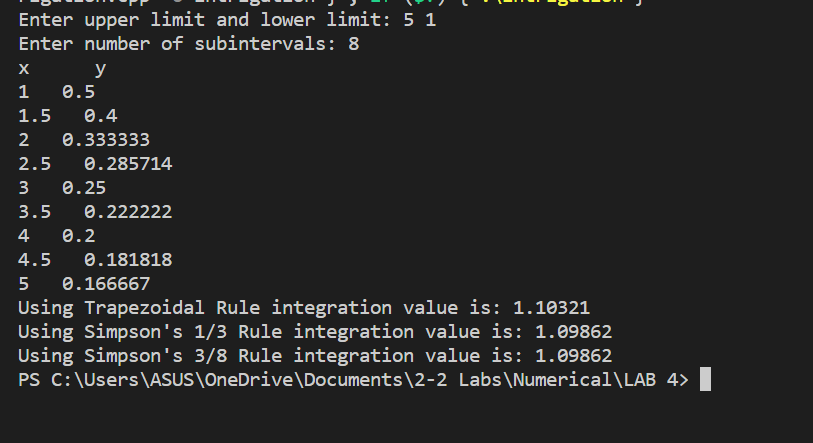 Enter upper limit and lower limit: 5 1
Enter number of subintervals: 8
x      y
1   0.5
1.5   0.4
2   0.333333
2.5   0.285714
3   0.25
3.5   0.222222
4   0.2
4.5   0.181818
5   0.166667
Using Trapezoidal Rule integration value is: 1.10321
Using Simpson's 1/3 Rule integration value is: 1.09862
Using Simpson's 3/8 Rule integration value is: 1.09862
PS C:\Users\ASUS\OneDrive\Documents\2-2 Labs\Numerical\LAB 4>